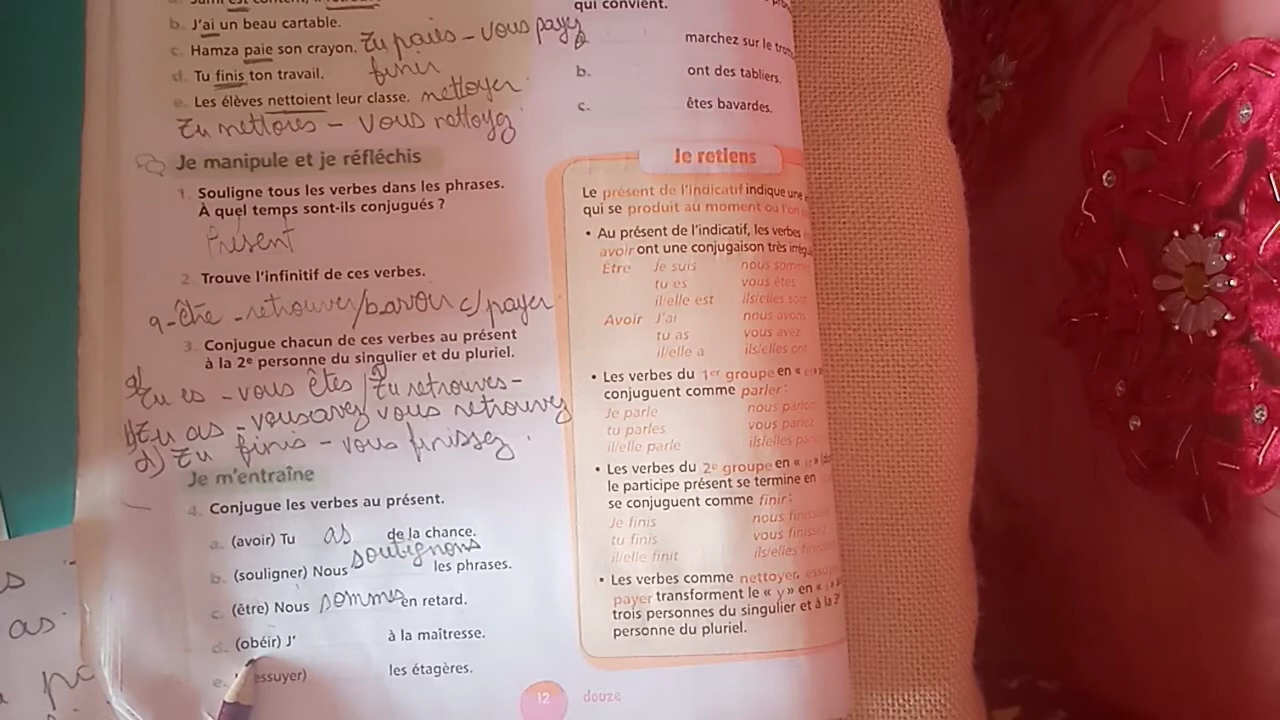 b. J'ai un beau cartable.
c. Hamza paie son crayon. Tu paies - vous payez
d. Tu finis ton travail. finir
e. Les élèves nettoient leur classe. nettoyer
Tu nettoies - vous nettoyez
Je manipule et je réfléchis
1. Souligne tous les verbes dans les phrases.
À quel temps sont-ils conjugués ?
Présent
2. Trouve l'infinitif de ces verbes.
a- être - retrouver/b avoir c/ payer
3. Conjugue chacun de ces verbes au présent
à la 2e personne du singulier et du pluriel.
a) Tu es - vous êtes / Tu retrouves -
b) Tu as - vous avez vous retrouvez
d) Tu finis - vous finissez.
Je m'entraîne
4. Conjugue les verbes au présent.
a. (avoir) Tu as de la chance.
b. (souligner) Nous soulignons les phrases.
c. (être) Nous sommes en retard.
d. (obéir) J' à la maîtresse.
e. essuyer) les étagères.
qui convient.
marchez sur le
b. ont des tabliers.
c. êtes bavardes.
Je retiens
Le présent de l'indicatif indique une
qui se produit au moment où l'on
• Au présent de l'indicatif, les verbes
avoir ont une conjugaison très
Être Je suis nous
tu es vous êtes
il/elle est ils/elles sont
Avoir J'ai nous avons
tu as vous avez
il/elle a ils/elles ont
• Les verbes du 1er groupe en «
conjuguent comme parler :
Je parle nous
tu parles vous parlez
il/elle parle ils/elles
• Les verbes du 2e groupe en « ir »
le participe présent se termine en
se conjuguent comme finir :
Je finis nous
tu finis vous
il/elle finit ils/elles
• Les verbes comme nettoyer,
payer transforment le « y » en « i »
trois personnes du singulier et à la 3e
personne du pluriel.
12 douze